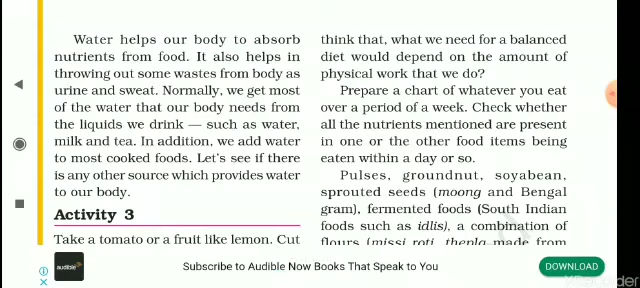 Water helps our body to absorb
nutrients from food. It also helps in
throwing out some wastes from body as
urine and sweat. Normally, we get most
of the water that our body needs from
the liquids we drink — such as water,
milk and tea. In addition, we add water
to most cooked foods. Let's see if there
is any other source which provides water
to our body.
Activity 3
Take a tomato or a fruit like lemon. Cut
think that, what we need for a balanced
diet would depend on the amount of
physical work that we do?
Prepare a chart of whatever you eat
over a period of a week. Check whether
all the nutrients mentioned are present
in one or the other food items being
eaten within a day or so.
Pulses, groundnut, soyabean,
sprouted seeds (moong and Bengal
gram), fermented foods (South Indian
foods such as idlis), a combination of
flours (missi roti, thepla made from
audible
Subscribe to Audible Now Books That Speak to You
DOWNLOAD